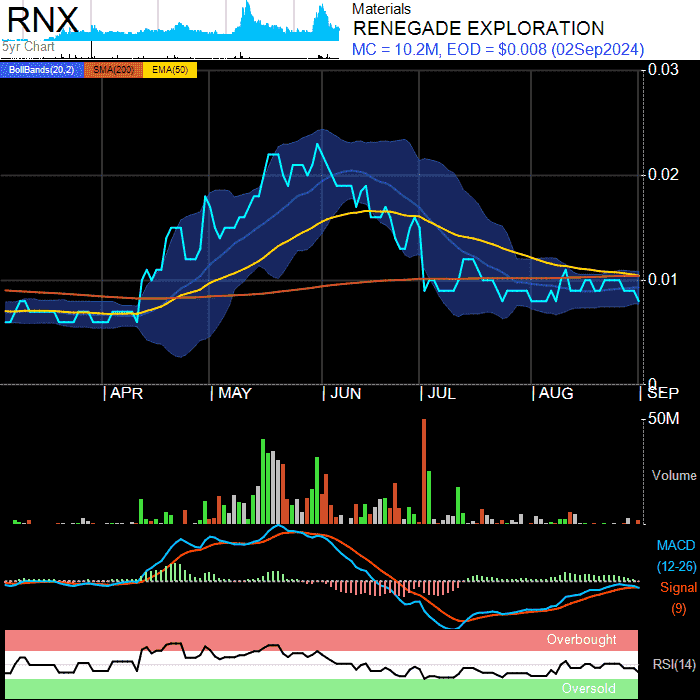 RNX
5yr Chart
Materials
RENEGADE EXPLORATION
MC = 10.2M, EOD = $0.008 (02Sep2024)
BollBands(20,2) SMA(200) EMA(50)
0.03
0.02
0.01
0
APR MAY JUN JUL AUG SEP
50M
Volume
MACD
(12-26)
Signal
(9)
Overbought
RSI(14)
Oversold